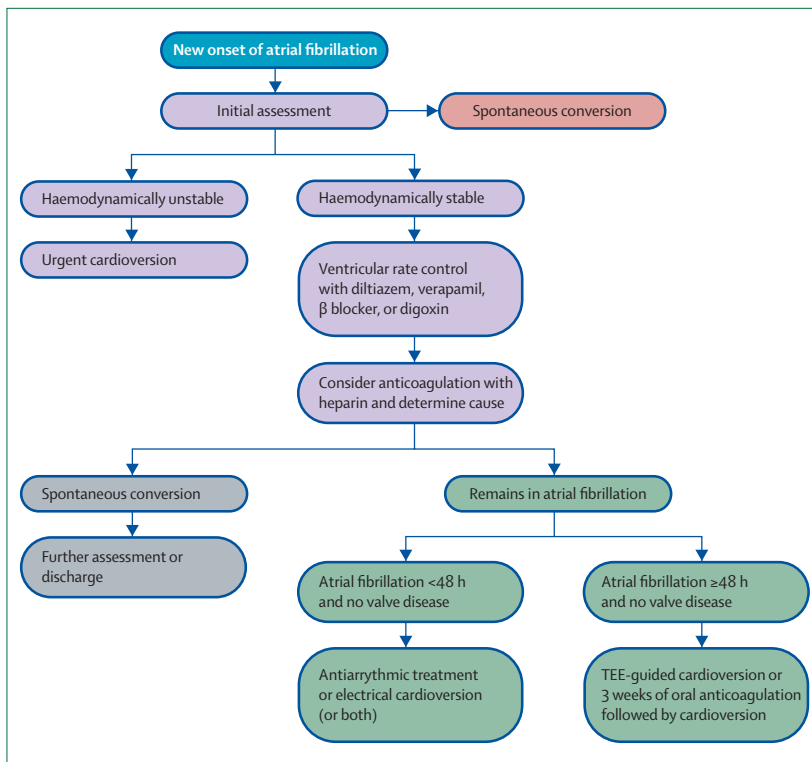 New onset of atrial fibrillation
Initial assessment
Spontaneous conversion
Haemodynamically unstable
Haemodynamically stable
Urgent cardioversion
Ventricular rate control
with diltiazem, verapamil,
β blocker, or digoxin
Consider anticoagulation with
heparin and determine cause
Spontaneous conversion
Remains in atrial fibrillation
Further assessment or
discharge
Atrial fibrillation <48 h
and no valve disease
Atrial fibrillation ≥48 h
and no valve disease
Antiarrythmic treatment
or electrical cardioversion
(or both)
TEE-guided cardioversion or
3 weeks of oral anticoagulation
followed by cardioversion